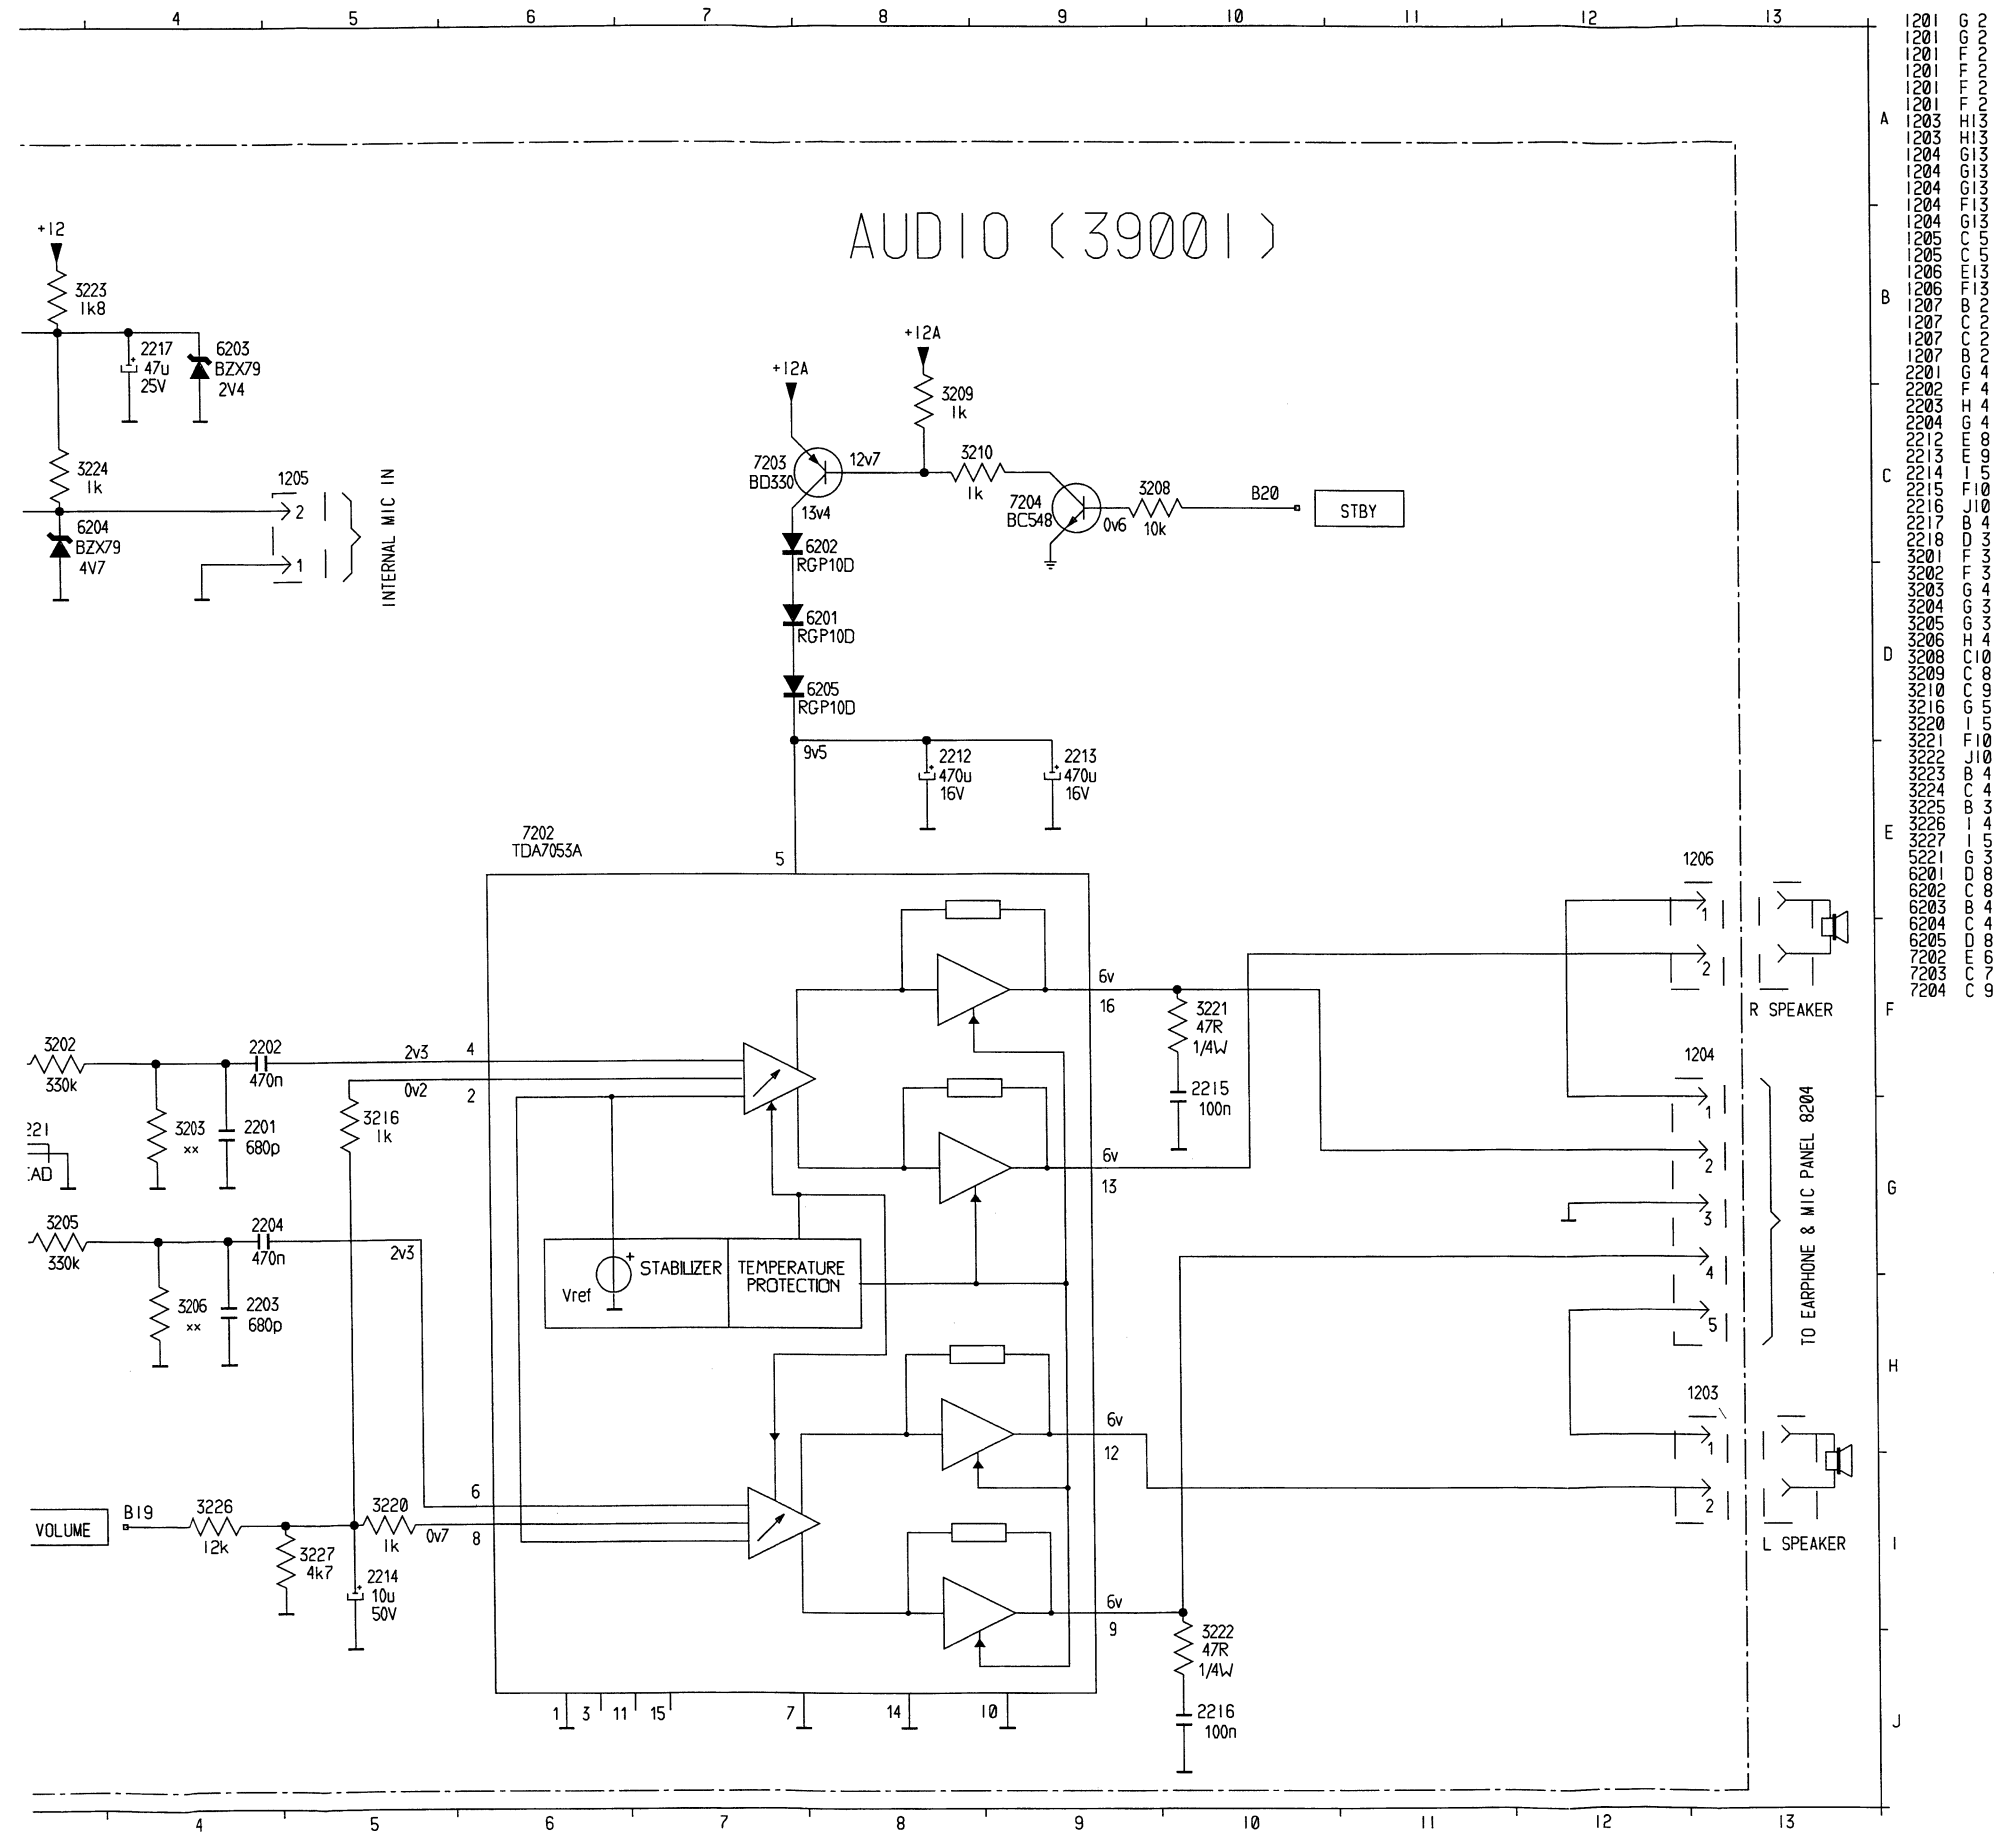 4 5 6 7 8 9 10 11 12 13
AUDIO (39001)
A
B
C
D
E
F
G
H
I
J
+12
3223
1k8
2217
47u
25V
6203
BZX79
2V4
3224
1k
6204
BZX79
4V7
1205
2
1
INTERNAL MIC IN
+12A
+12A
3209
1k
7203
BD330
12v7
3210
1k
13v4
7204
BC548
0v6
3208
10k
B20
STBY
6202
RGP10D
6201
RGP10D
6205
RGP10D
9v5
2212
470u
16V
2213
470u
16V
7202
TDA7053A
5
3202
330k
2202
470n
2v3
4
0v2
2
3203
xx
2201
680p
3216
1k
221
EAD
3205
330k
2204
470n
2v3
3206
xx
2203
680p
Vref
+
STABILIZER
TEMPERATURE
PROTECTION
6v
16
3221
47R
1/4W
2215
100n
6v
13
6v
12
6v
9
3222
47R
1/4W
2216
100n
VOLUME
B19
3226
12k
3227
4k7
3220
1k
0v7
6
8
2214
10u
50V
1 3 11 15 7 14 10
1206
1
2
R SPEAKER
1204
1
2
3
4
5
TO EARPHONE & MIC PANEL 8204
1203
1
2
L SPEAKER
4 5 6 7 8 9 10 11 12 13
1201 G 2
1201 G 2
1201 F 2
1201 F 2
1201 F 2
1201 F 2
1203 H13
1203 H13
1204 G13
1204 G13
1204 G13
1204 F13
1204 G13
1205 C 5
1205 C 5
1206 E13
1206 F13
1207 B 2
1207 C 2
1207 C 2
1207 B 2
2201 G 4
2202 F 4
2203 H 4
2204 G 4
2212 E 8
2213 E 9
2214 I 5
2215 F10
2216 J10
2217 B 4
2218 D 3
3201 F 3
3202 F 3
3203 G 4
3204 G 3
3205 G 3
3206 H 4
3208 C10
3209 C 8
3210 C 9
3216 G 5
3220 I 5
3221 F10
3222 J10
3223 B 4
3224 C 4
3225 B 3
3226 I 4
3227 I 5
5221 G 3
6201 D 8
6202 C 8
6203 B 4
6204 C 4
6205 D 8
7202 E 6
7203 C 7
7204 C 9